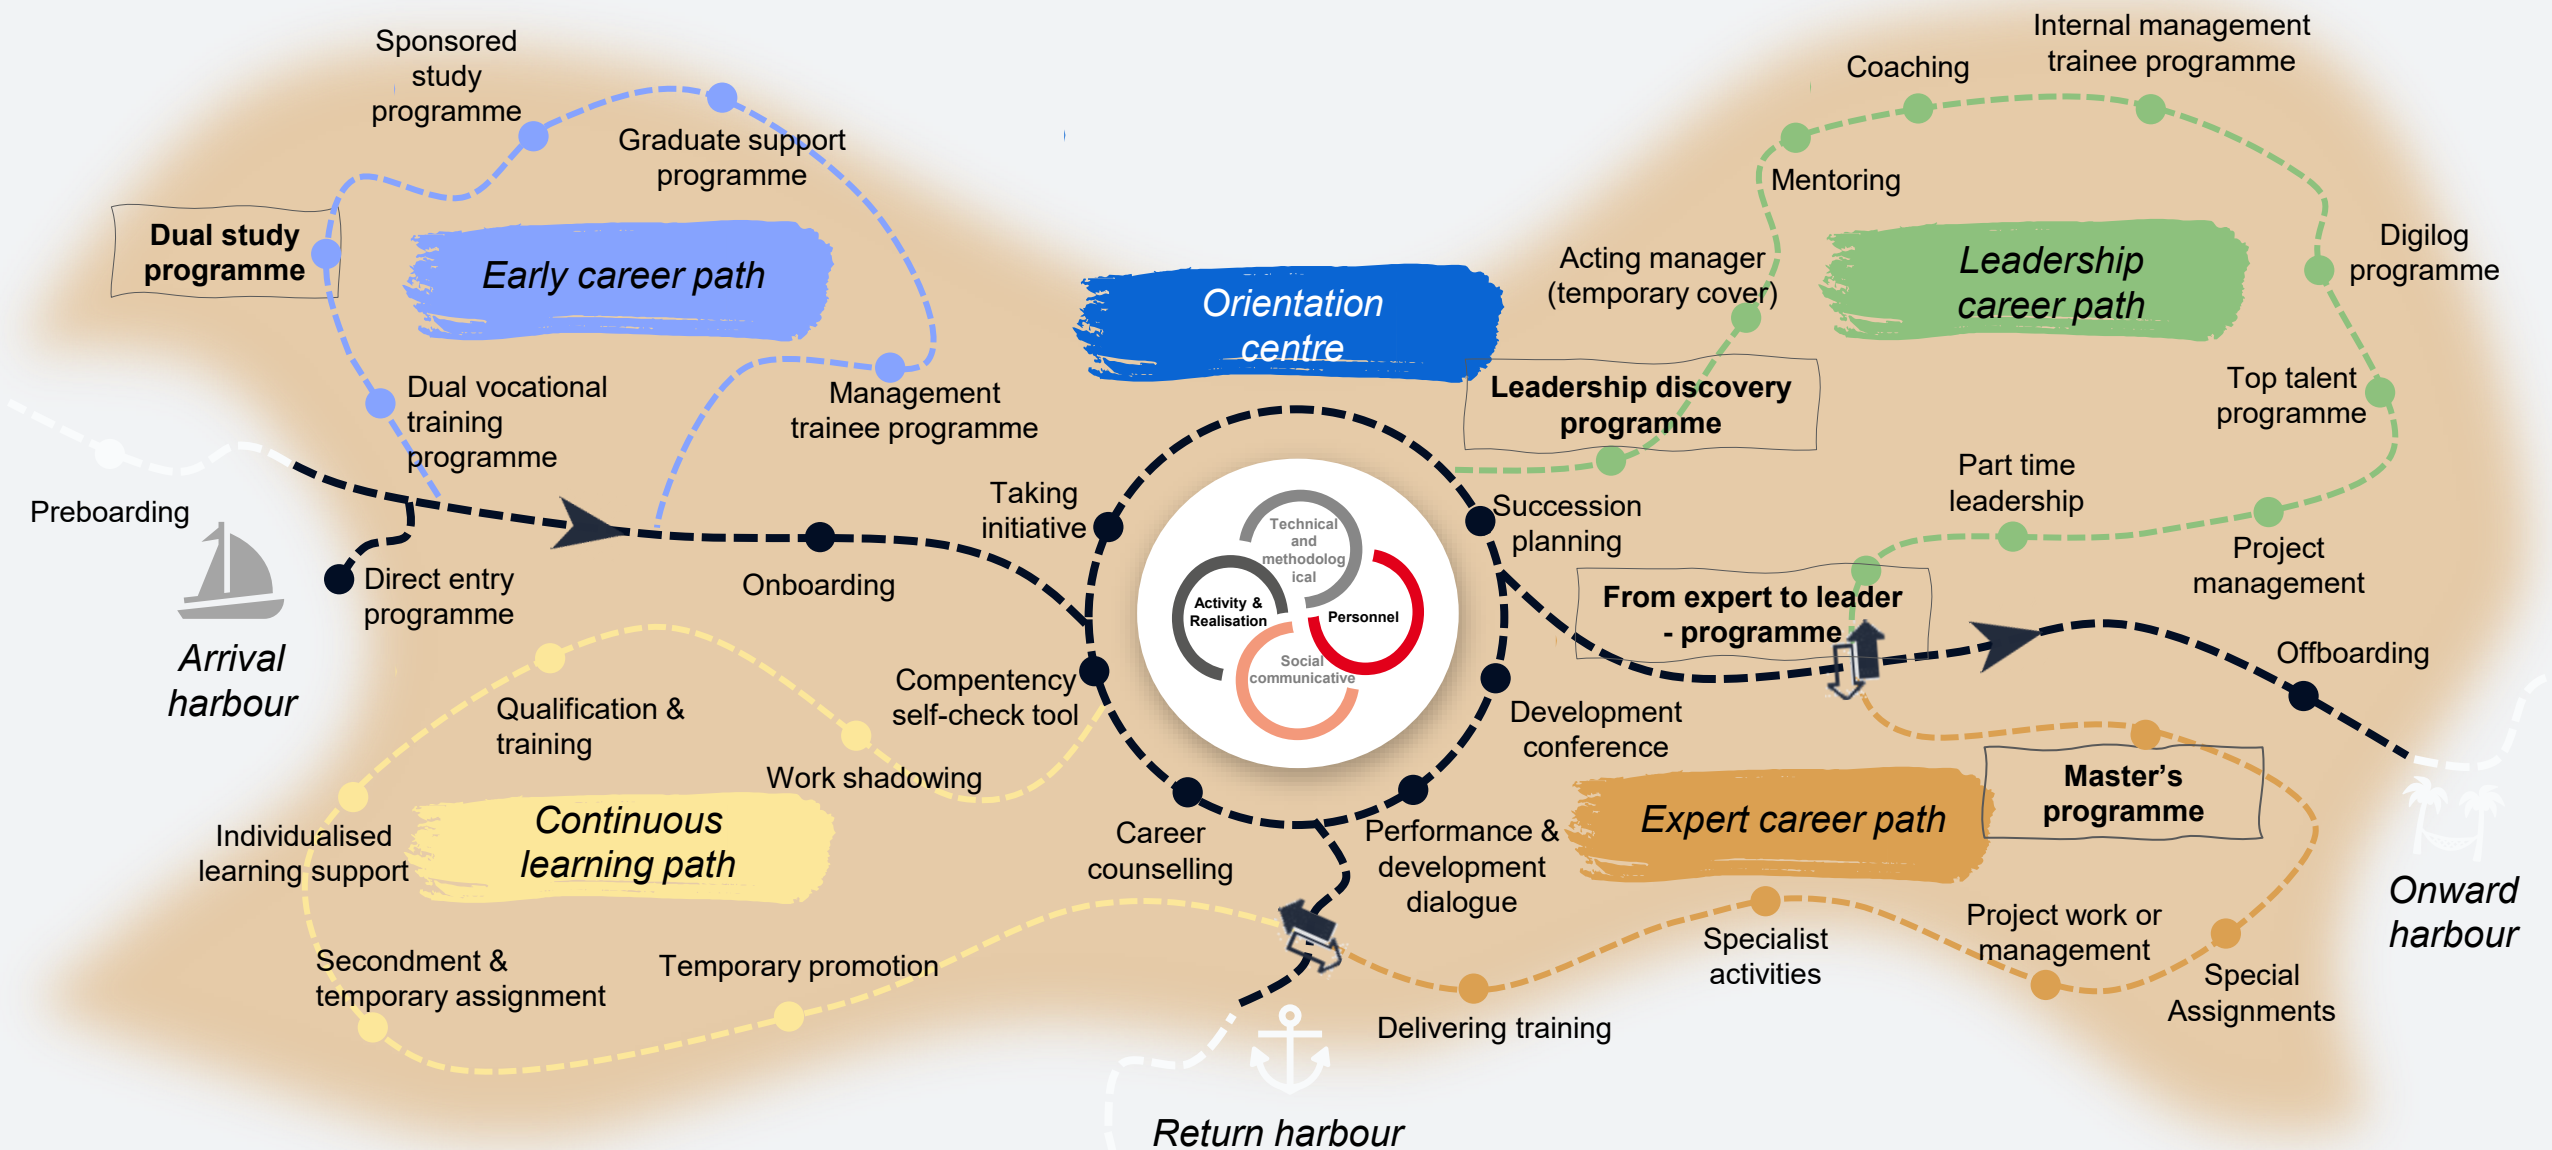 Sponsored
study
programme
Graduate support
programme
Dual study
programme
Early career path
Dual vocational
training
programme
Management
trainee programme
Preboarding
Direct entry
programme
Arrival
harbour
Onboarding
Orientation
centre
Taking
initiative
Compentency
self-check tool
Career
counselling
Performance &
development
dialogue
Development
conference
Succession
planning
Technical
and
methodolog
ical
Activity &
Realisation
Personnel
Social
communicative
Internal management
trainee programme
Coaching
Mentoring
Acting manager
(temporary cover)
Leadership
career path
Digilog
programme
Leadership discovery
programme
Top talent
programme
Part time
leadership
Project
management
From expert to leader
- programme
Offboarding
Qualification &
training
Work shadowing
Individualised
learning support
Continuous
learning path
Secondment &
temporary assignment
Temporary promotion
Expert career path
Master’s
programme
Specialist
activities
Project work or
management
Special
Assignments
Delivering training
Onward
harbour
Return harbour